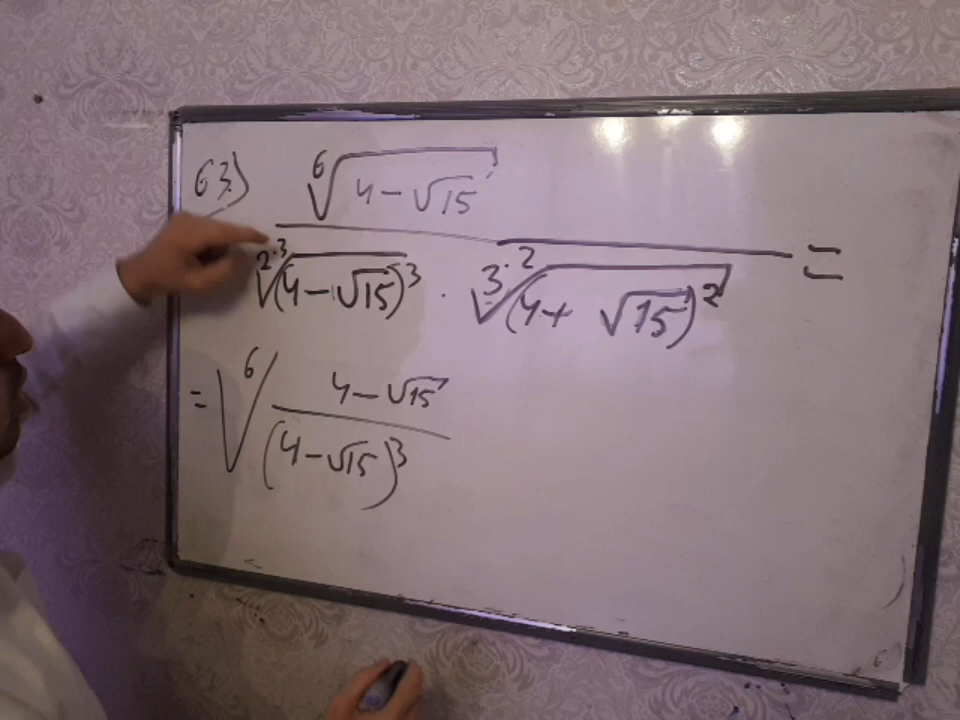 63) ⁶√(4 - √15)
²·³√(4 - √15)³ · ³·²√(4 + √15)² =
= ⁶√ 4 - √15
(4 - √15)³